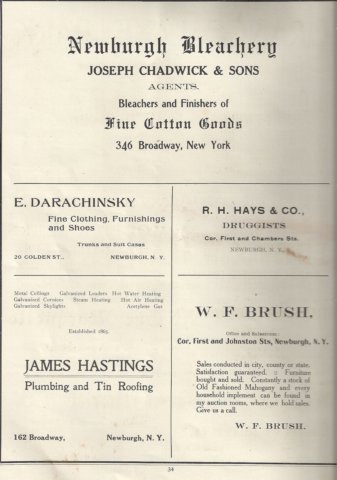 Newburgh Bleachery
JOSEPH CHADWICK & SONS
AGENTS.
Bleachers and Finishers of
Fine Cotton Goods
346 Broadway, New York
E. DARACHINSKY
Fine Clothing, Furnishings
and Shoes
Trunks and Suit Cases
20 COLDEN ST., NEWBURGH, N. Y.
R. H. HAYS & CO.,
DRUGGISTS
Cor. First and Chambers Sts.
NEWBURGH, N. Y.
Metal Ceilings Galvanized Leaders Hot Water Heating
Galvanized Cornices Steam Heating Hot Air Heating
Galvanized Skylights Acetylene Gas
Established 1865
JAMES HASTINGS
Plumbing and Tin Roofing
162 Broadway, Newburgh, N. Y.
W. F. BRUSH,
Office and Salesroom:
Cor. First and Johnston Sts, Newburgh, N. Y.
Sales conducted in city, county or state.
Satisfaction guaranteed. :: Furniture
bought and sold. Constantly a stock of
Old Fashioned Mahogany and every
household implement can be found in
my auction rooms, where we hold sales.
Give us a call.
W. F. BRUSH.
34